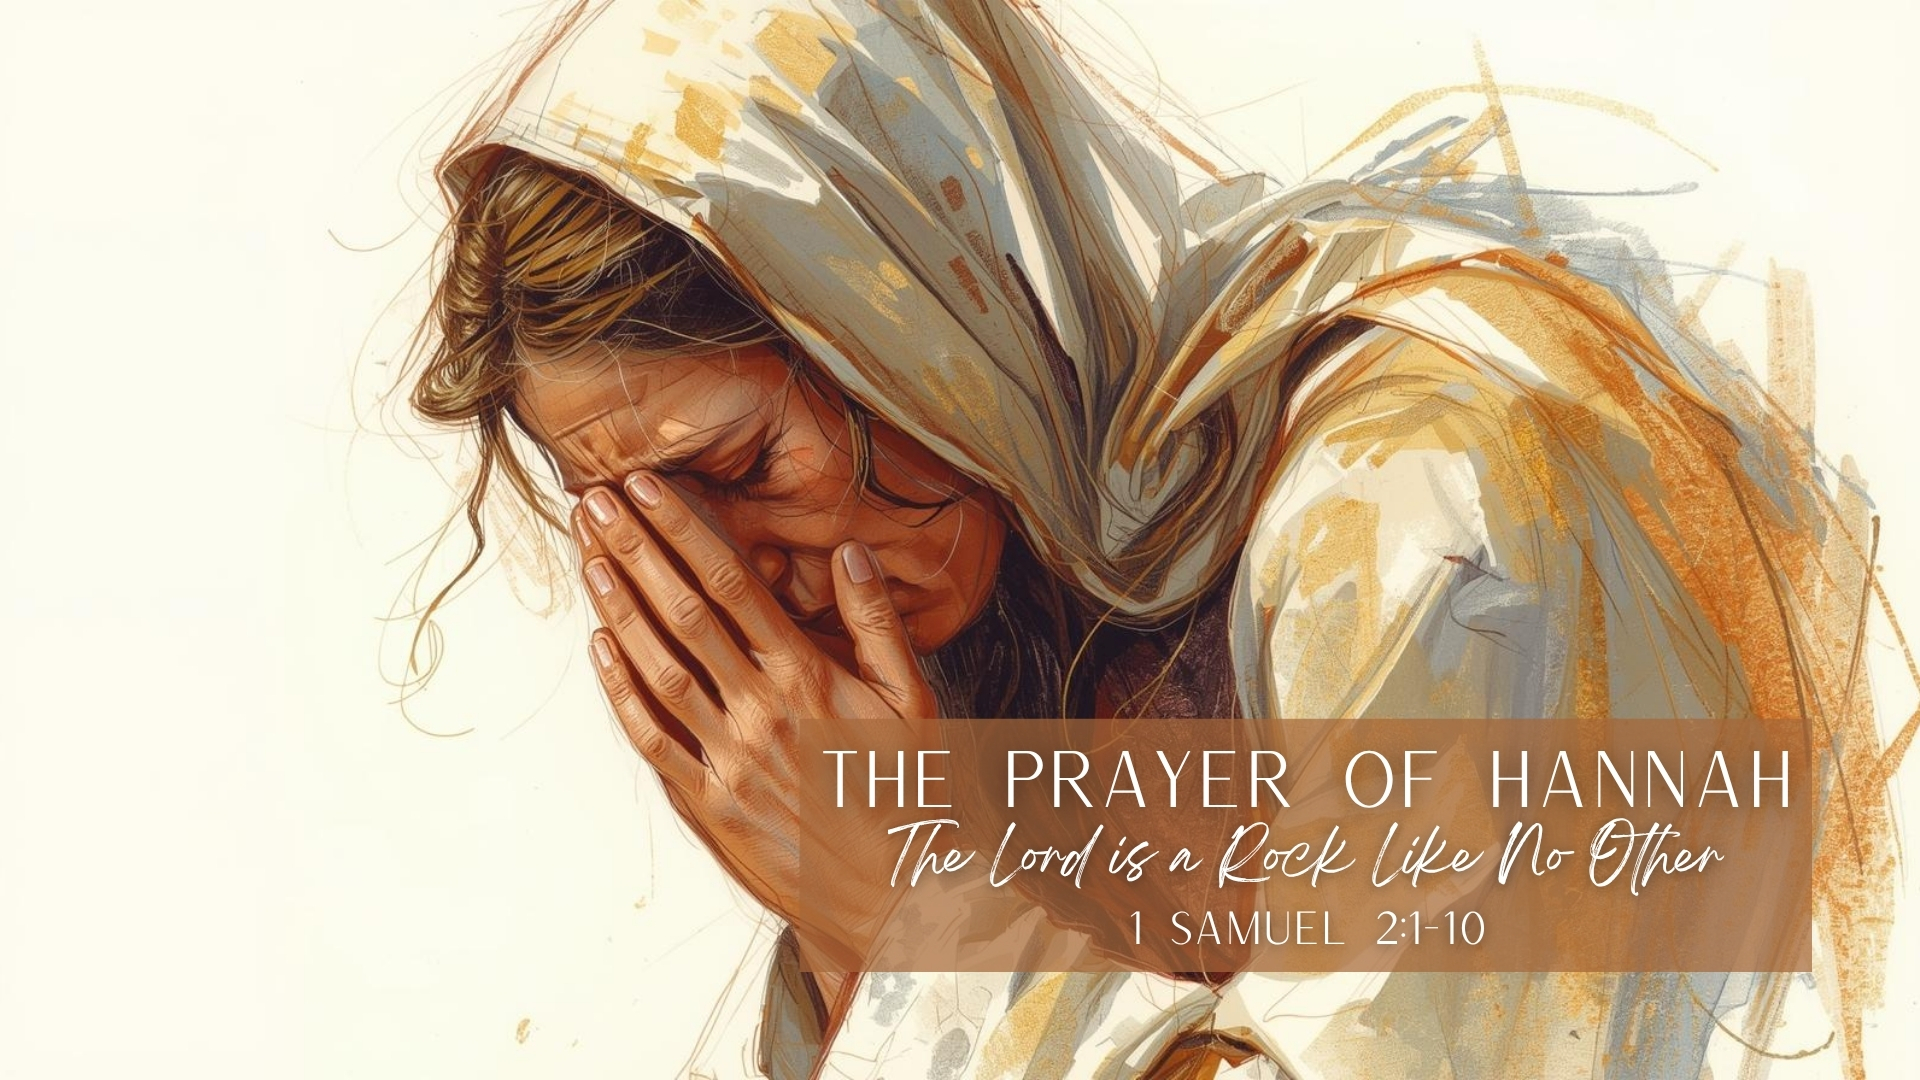 THE PRAYER OF HANNAH
The Lord is a Rock Like No Other
1 SAMUEL 2:1-10